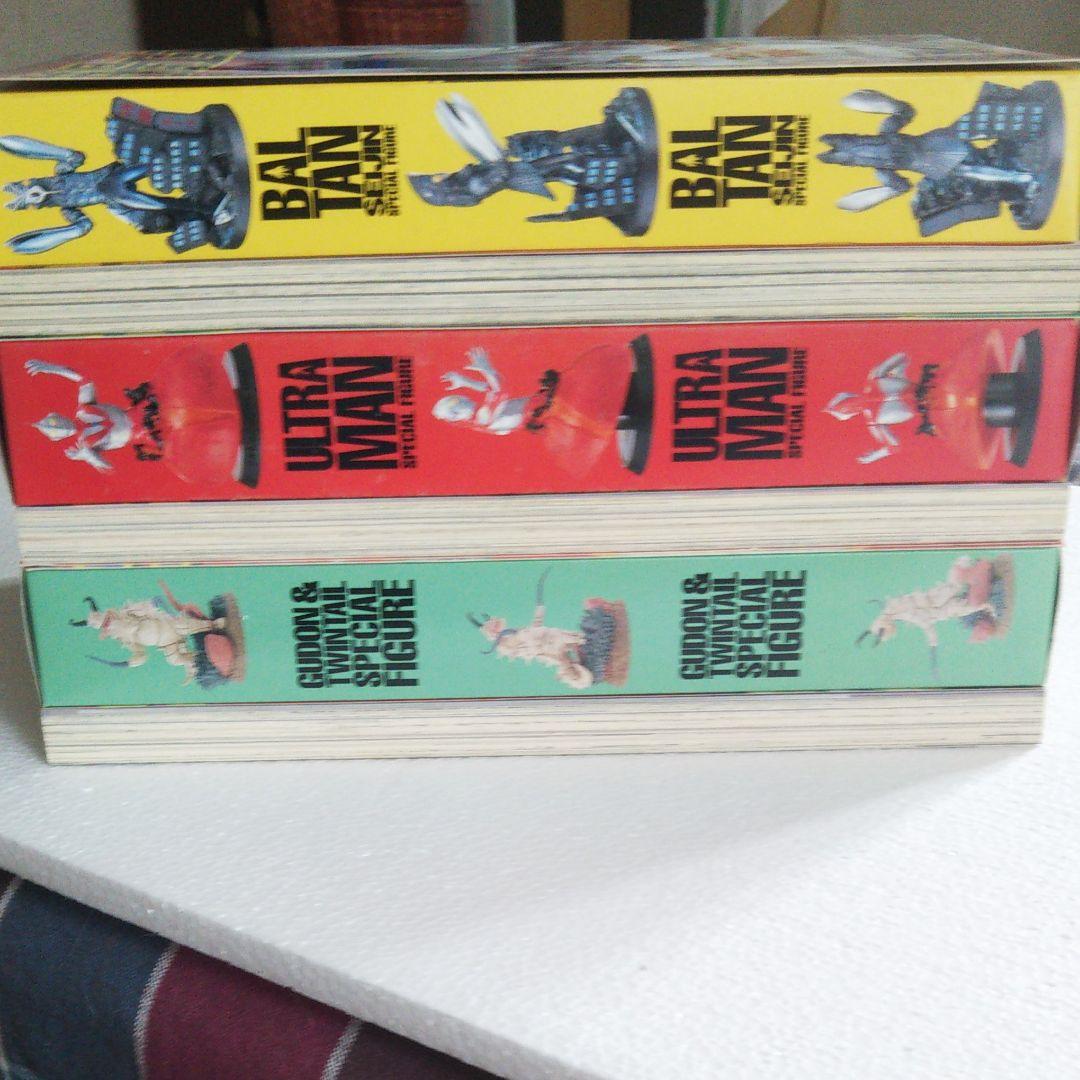 BAL
TAN
SEIJIN
SPECIAL FIGURE
BAL
TAN
SEIJIN
SPECIAL FIGURE
ULTRA
MAN
SPECIAL FIGURE
ULTRA
MAN
SPECIAL FIGURE
GUDON &
TWINTAIL
SPECIAL
FIGURE
GUDON &
TWINTAIL
SPECIAL
FIGURE